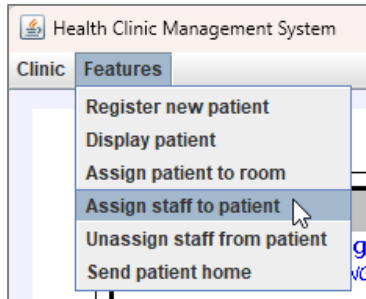 Health Clinic Management System
Clinic Features
Register new patient
Display patient
Assign patient to room
Assign staff to patient
Unassign staff from patient
Send patient home